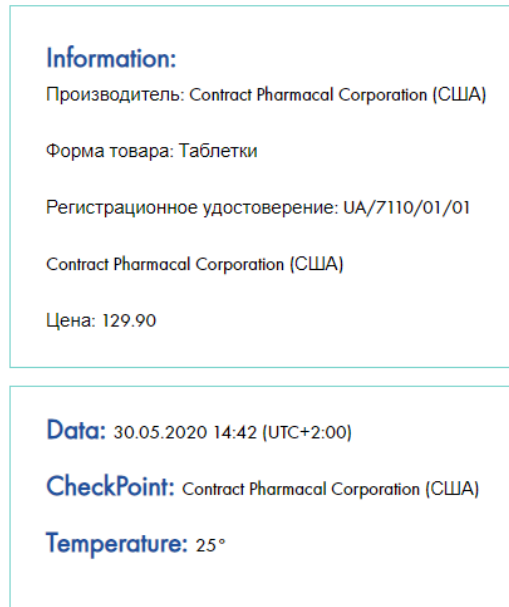 Information:
Производитель: Contract Pharmacal Corporation (США)
Форма товара: Таблетки
Регистрационное удостоверение: UA/7110/01/01
Contract Pharmacal Corporation (США)
Цена: 129.90
Data: 30.05.2020 14:42 (UTC+2:00)
CheckPoint: Contract Pharmacal Corporation (США)
Temperature: 25°